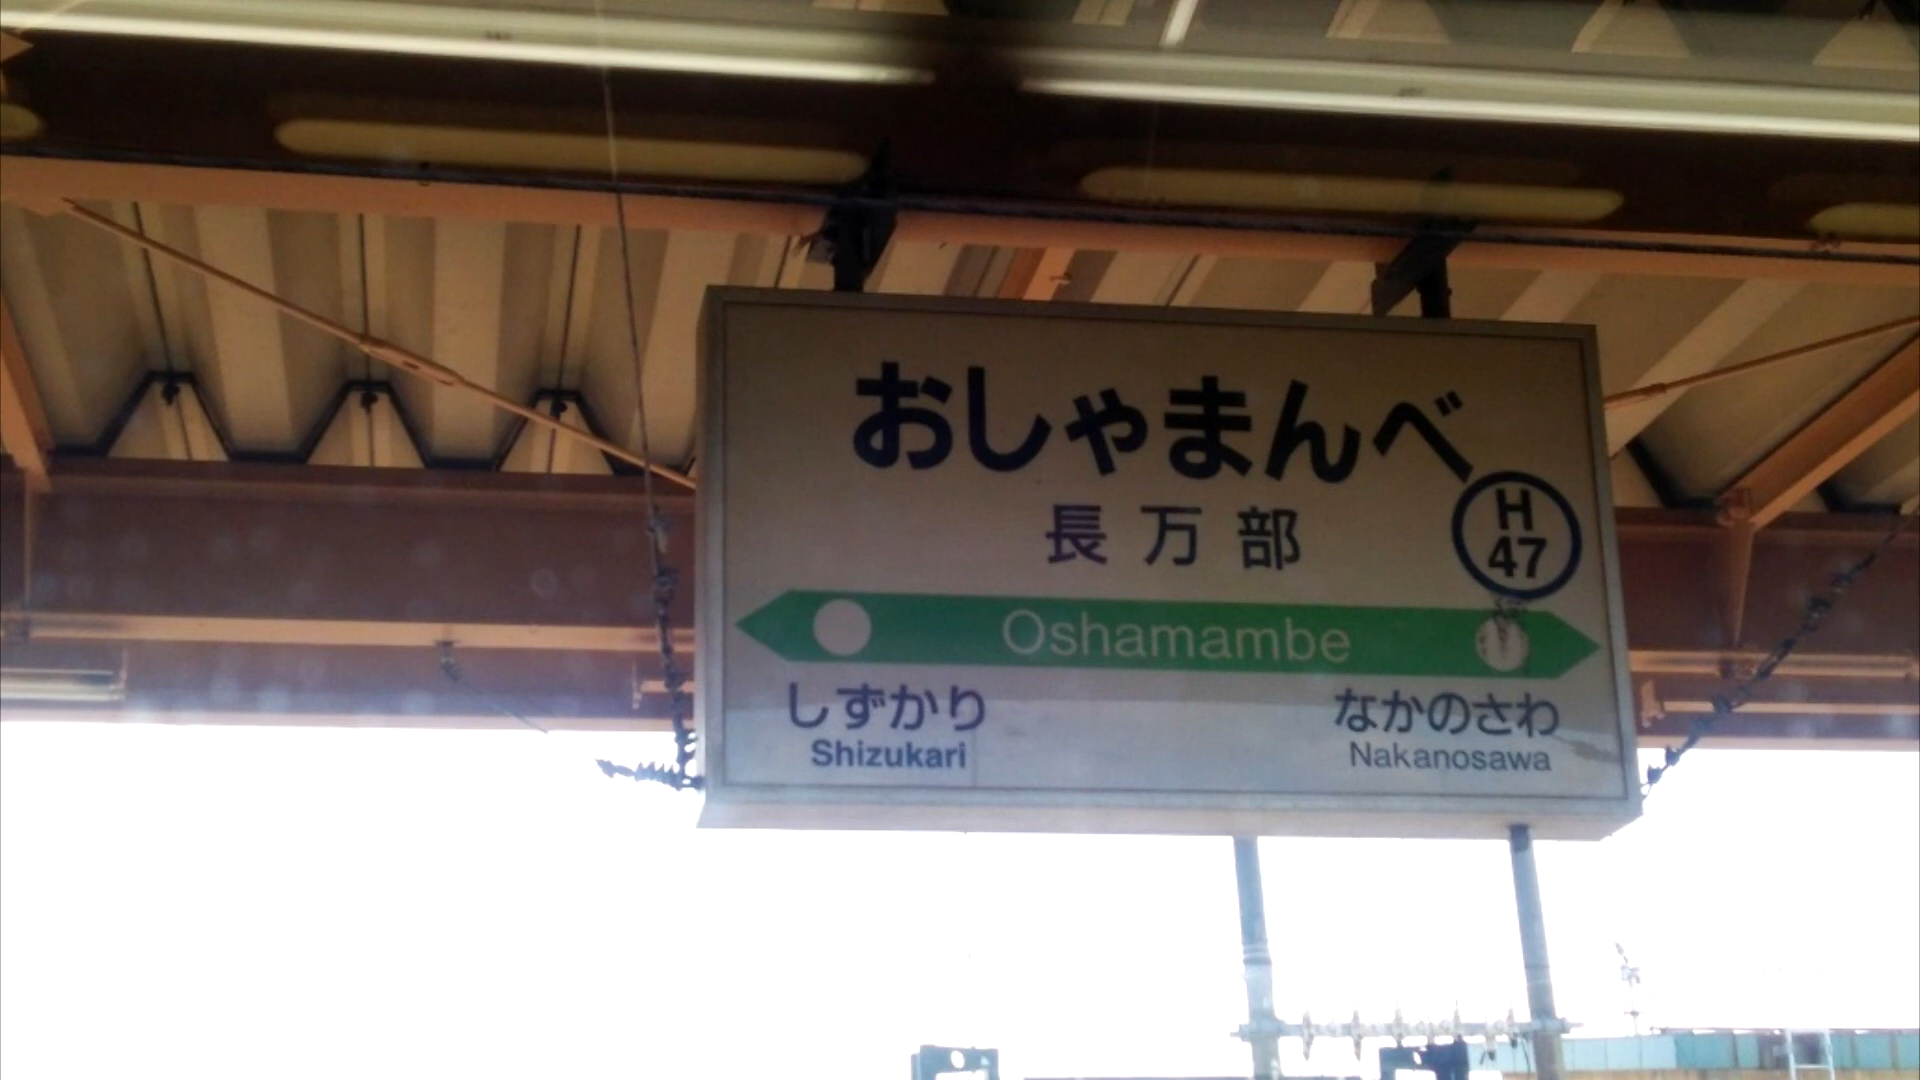 おしゃまんべ
長万部
H
47
Oshamambe
しずかり なかのさわ
Shizukari Nakanosawa